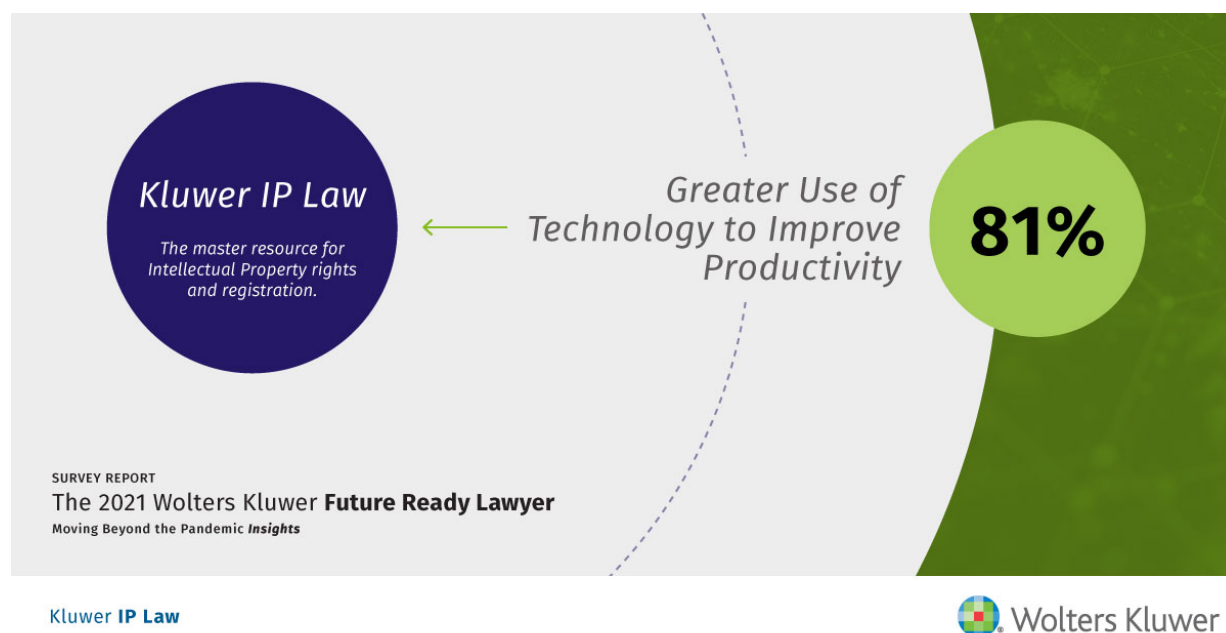 Kluwer IP Law
The master resource for
Intellectual Property rights
and registration.
Greater Use of
Technology to Improve
Productivity
81%
SURVEY REPORT
The 2021 Wolters Kluwer Future Ready Lawyer
Moving Beyond the Pandemic Insights
Kluwer IP Law
Wolters Kluwer